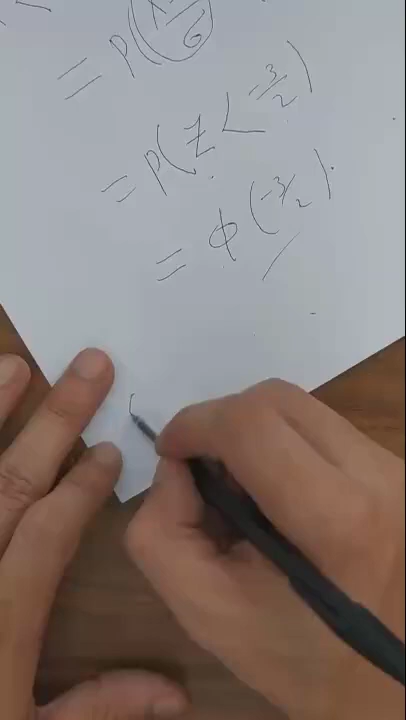 = P(
= P(Z < -3/2)
= Φ(-3/2)